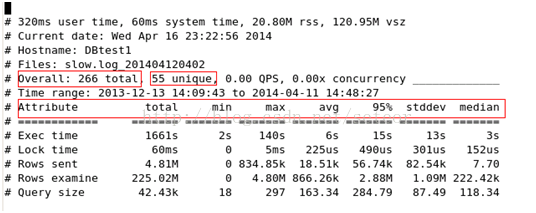 # 320ms user time, 60ms system time, 20.80M rss, 120.95M vsz
# Current date: Wed Apr 16 23:22:56 2014
# Hostname: DBtest1
# Files: slow.log_201404120402
# Overall: 266 total, 55 unique, 0.00 QPS, 0.00x concurrency _____________
# Time range: 2013-12-13 14:09:43 to 2014-04-11 14:48:27
# Attribute total min max avg 95% stddev median
# ============ ======= ======= ======= ======= ======= ======= =======
# Exec time 1661s 2s 140s 6s 15s 13s 3s
# Lock time 60ms 0 5ms 225us 490us 301us 152us
# Rows sent 4.81M 0 834.85k 18.51k 56.74k 82.54k 7.70
# Rows examine 225.02M 0 4.80M 866.26k 2.88M 1.09M 222.42k
# Query size 42.43k 18 297 163.34 284.79 87.49 118.34